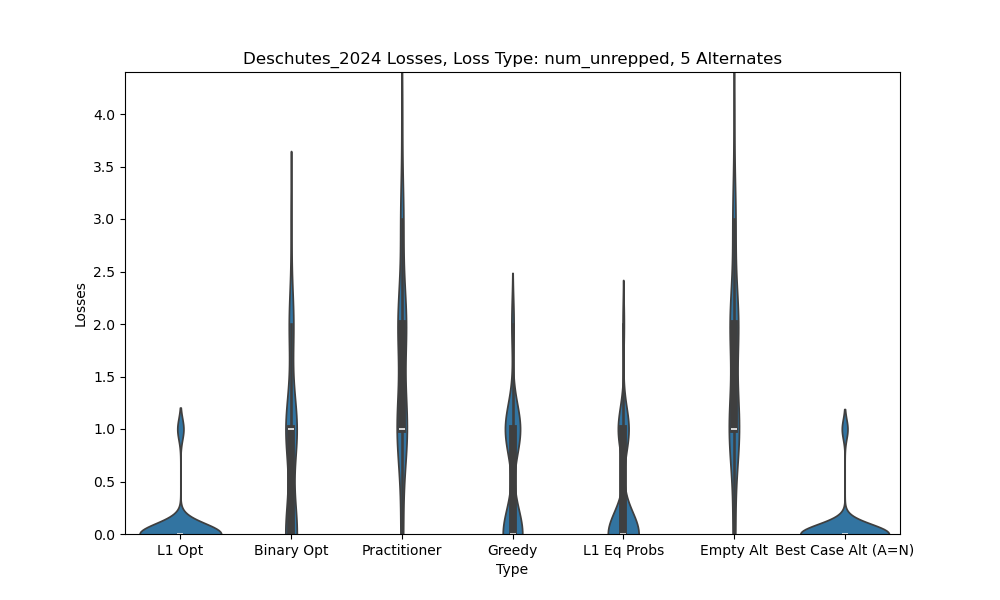 Deschutes_2024 Losses, Loss Type: num_unrepped, 5 Alternates
4.0
3.5
3.0
2.5
2.0
1.5
1.0
0.5
0.0
Losses
L1 Opt
Binary Opt
Practitioner
Greedy
L1 Eq Probs
Empty Alt
Best Case Alt (A=N)
Type